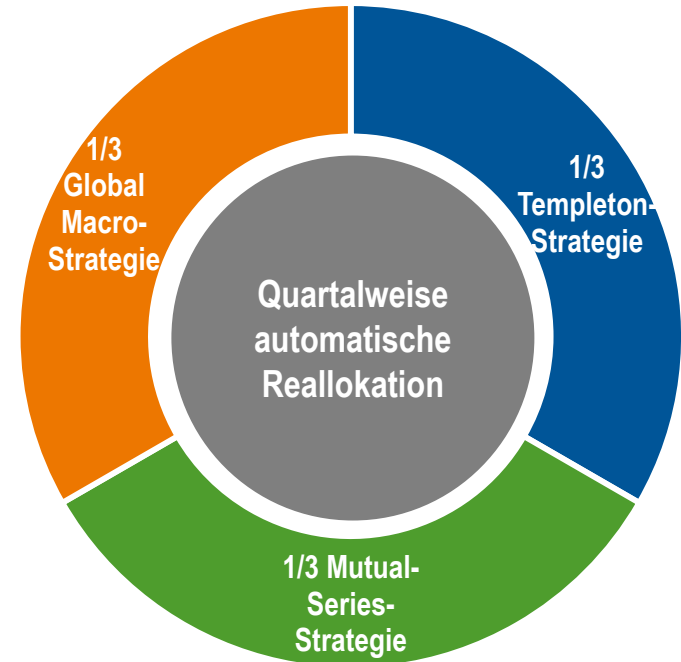 1/3
Global
Macro-
Strategie
1/3
Templeton-
Strategie
Quartalweise
automatische
Reallokation
1/3 Mutual-
Series-
Strategie